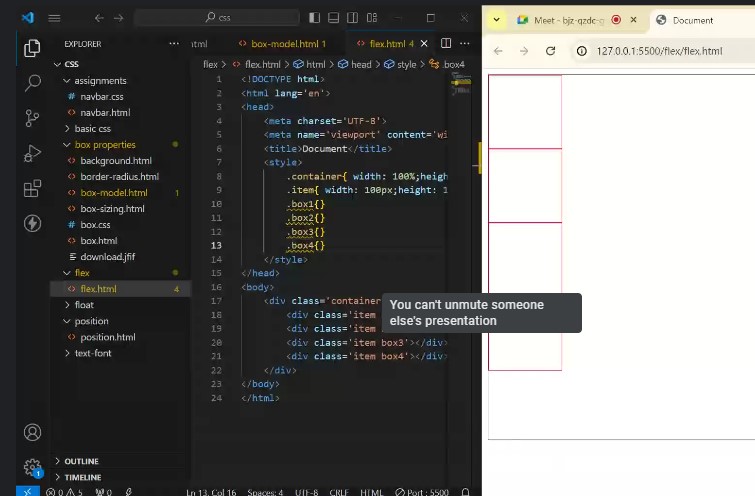 css
Meet - bjz-qzdc-g
Document
EXPLORER
html
box-model.html 1
flex.html 4
127.0.0.1:5500/flex/flex.html
CSS
assignments
navbar.css
navbar.html
basic css
box properties
background.html
border-radius.html
box-model.html 1
box-sizing.html
box.css
box.html
download.jfif
flex
flex.html 4
float
position
position.html
text-font
OUTLINE
TIMELINE
flex > flex.html > html > head > style > .box4
1 <!DOCTYPE html>
2 <html lang='en'>
3 <head>
4 <meta charset='UTF-8'>
5 <meta name='viewport' content='wi
6 <title>Document</title>
7 <style>
8 .container{ width: 100%;heigh
9 .item{ width: 100px;height: 1
10 .box1{}
11 .box2{}
12 .box3{}
13 .box4{}
14 </style>
15 </head>
16 <body>
17 <div class='container
18 <div class='item
19 <div class='item
20 <div class='item box3'></div>
21 <div class='item box4'></div>
22 </div>
23 </body>
24 </html>
You can't unmute someone
else's presentation
1
0 5 0 Ln 13, Col 16 Spaces: 4 UTF-8 CRLF HTML Port : 5500